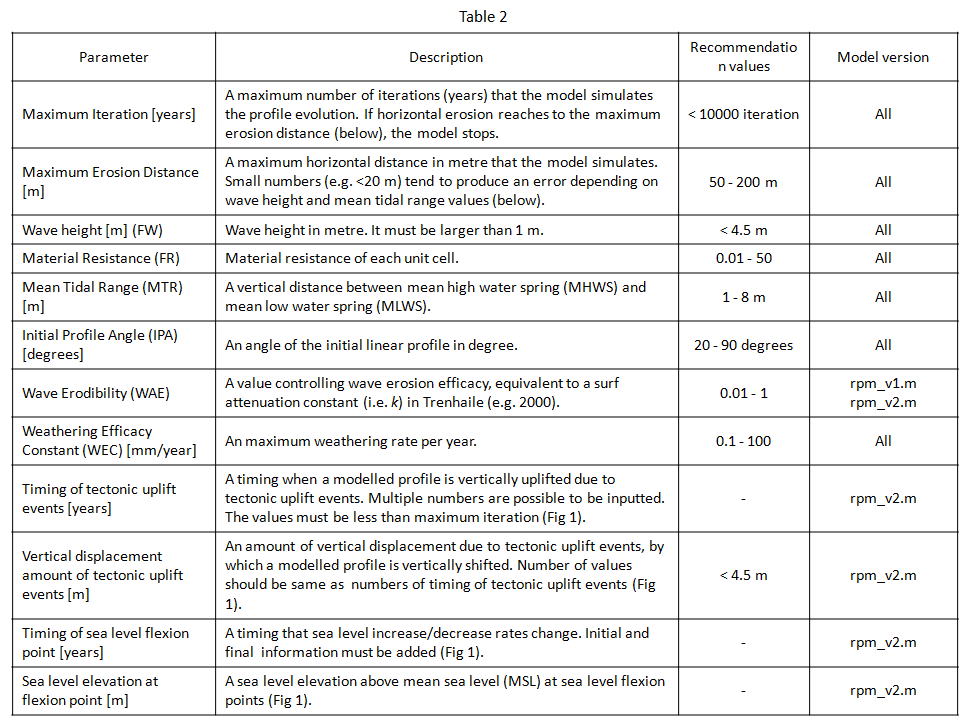 Table 2
Parameter
Description
Recommendatio
n values
Model version
Maximum Iteration [years]
A maximum number of iterations (years) that the model simulates
the profile evolution. If horizontal erosion reaches to the maximum
erosion distance (below), the model stops.
< 10000 iteration
All
Maximum Erosion Distance
[m]
A maximum horizontal distance in metre that the model simulates.
Small numbers (e.g. <20 m) tend to produce an error depending on
wave height and mean tidal range values (below).
50 - 200 m
All
Wave height [m] (FW)
Wave height in metre. It must be larger than 1 m.
< 4.5 m
All
Material Resistance (FR)
Material resistance of each unit cell.
0.01 - 50
All
Mean Tidal Range (MTR)
[m]
A vertical distance between mean high water spring (MHWS) and
mean low water spring (MLWS).
1 - 8 m
All
Initial Profile Angle (IPA)
[degrees]
An angle of the initial linear profile in degree.
20 - 90 degrees
All
Wave Erodibility (WAE)
A value controlling wave erosion efficacy, equivalent to a surf
attenuation constant (i.e. k) in Trenhaile (e.g. 2000).
0.01 - 1
rpm_v1.m
rpm_v2.m
Weathering Efficacy
Constant (WEC) [mm/year]
An maximum weathering rate per year.
0.1 - 100
All
Timing of tectonic uplift
events [years]
A timing when a modelled profile is vertically uplifted due to
tectonic uplift events. Multiple numbers are possible to be inputted.
The values must be less than maximum iteration (Fig 1).
-
rpm_v2.m
Vertical displacement
amount of tectonic uplift
events [m]
An amount of vertical displacement due to tectonic uplift events, by
which a modelled profile is vertically shifted. Number of values
should be same as numbers of timing of tectonic uplift events (Fig
1).
< 4.5 m
rpm_v2.m
Timing of sea level flexion
point [years]
A timing that sea level increase/decrease rates change. Initial and
final information must be added (Fig 1).
-
rpm_v2.m
Sea level elevation at
flexion point [m]
A sea level elevation above mean sea level (MSL) at sea level flexion
points (Fig 1).
-
rpm_v2.m